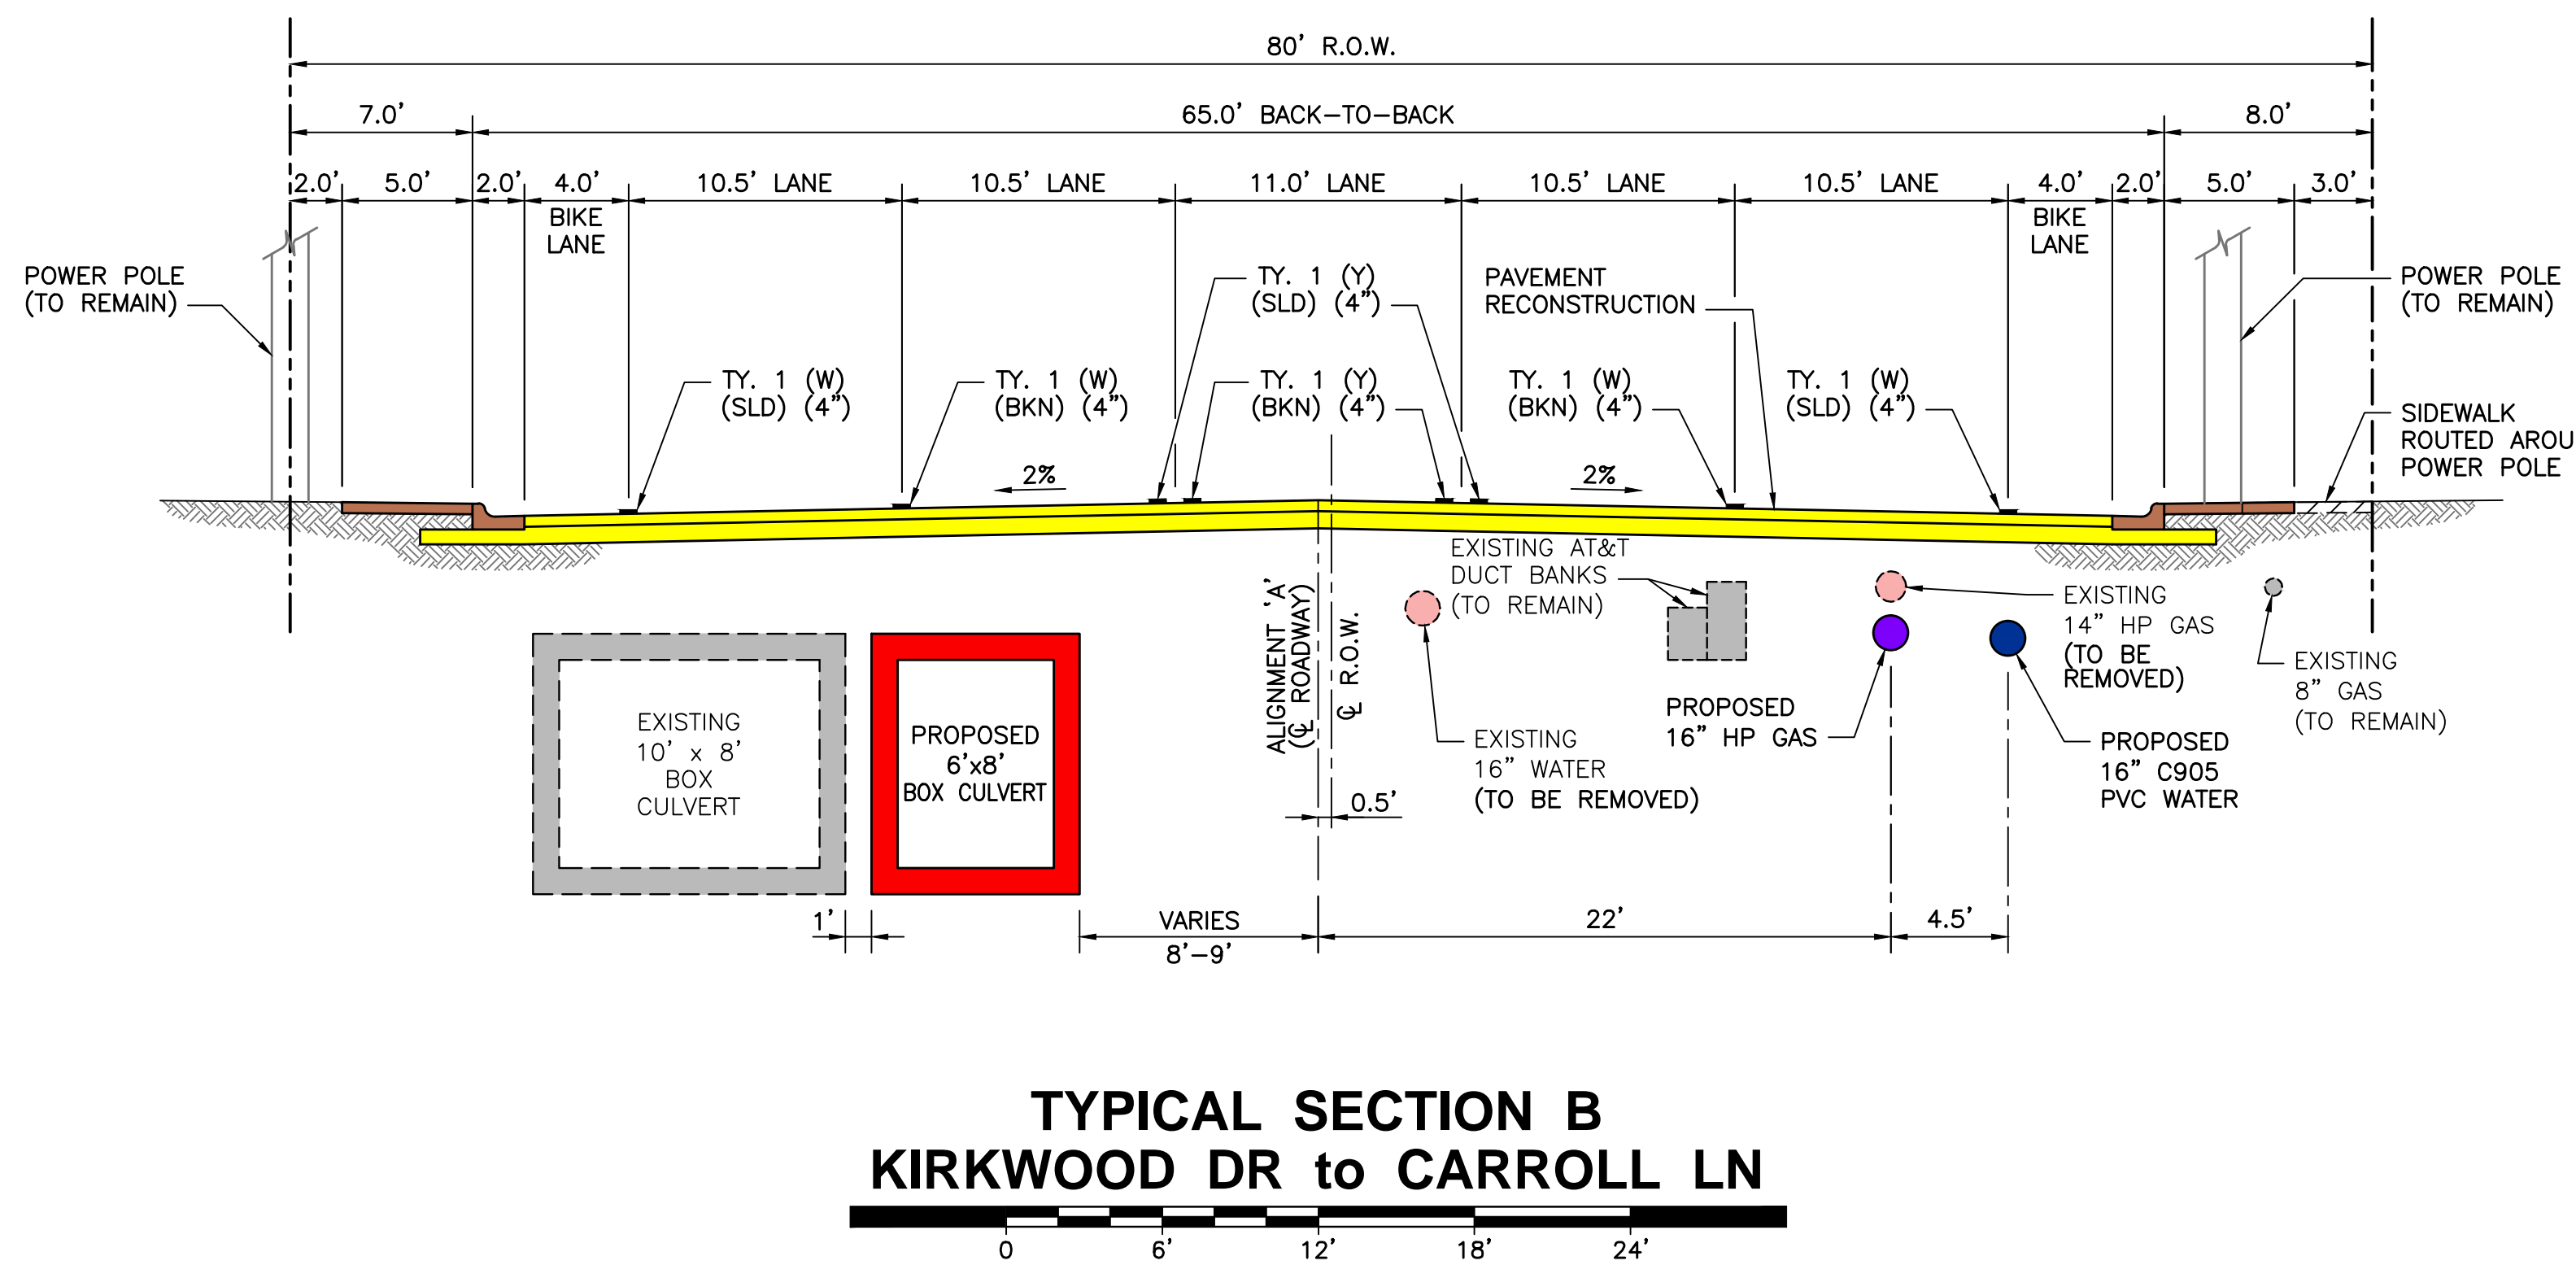 80' R.O.W.
7.0'
65.0' BACK-TO-BACK
8.0'
2.0'
5.0'
2.0'
4.0'
10.5' LANE
10.5' LANE
11.0' LANE
10.5' LANE
10.5' LANE
4.0'
2.0'
5.0'
3.0'
BIKE
LANE
BIKE
LANE
POWER POLE
(TO REMAIN)
TY. 1 (Y)
(SLD) (4")
PAVEMENT
RECONSTRUCTION
POWER POLE
(TO REMAIN)
TY. 1 (W)
(SLD) (4")
TY. 1 (W)
(BKN) (4")
TY. 1 (Y)
(BKN) (4")
TY. 1 (W)
(BKN) (4")
TY. 1 (W)
(SLD) (4")
SIDEWALK
ROUTED AROU
POWER POLE
2%
2%
EXISTING AT&T
DUCT BANKS
(TO REMAIN)
ALIGNMENT 'A'
(℄ ROADWAY)
℄ R.O.W.
EXISTING
14" HP GAS
(TO BE
REMOVED)
EXISTING
8" GAS
(TO REMAIN)
EXISTING
10' x 8'
BOX
CULVERT
PROPOSED
6'x8'
BOX CULVERT
PROPOSED
16" HP GAS
EXISTING
16" WATER
(TO BE REMOVED)
PROPOSED
16" C905
PVC WATER
0.5'
1'
VARIES
8'-9'
22'
4.5'
TYPICAL SECTION B
KIRKWOOD DR to CARROLL LN
0 6' 12' 18' 24'